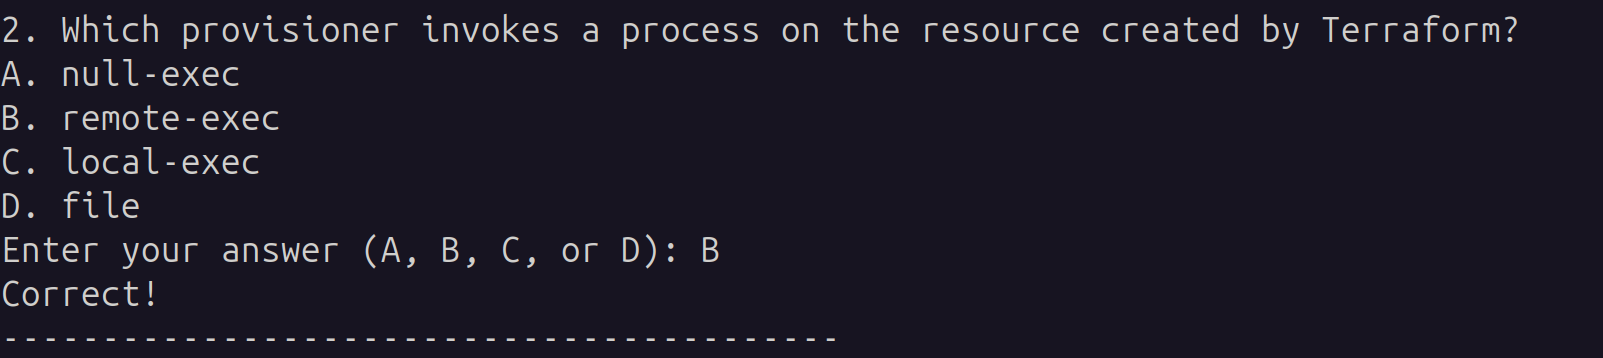 2. Which provisioner invokes a process on the resource created by Terraform?
A. null-exec
B. remote-exec
C. local-exec
D. file
Enter your answer (A, B, C, or D): B
Correct!
------------------------------------------